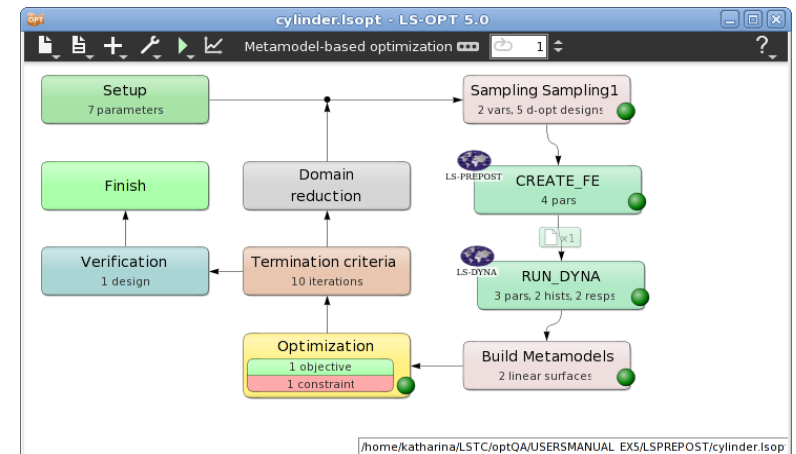 OPT
cylinder.lsopt - LS-OPT 5.0
Metamodel-based optimization
1
?
Setup
7 parameters
Sampling Sampling1
2 vars, 5 d-opt designs
Finish
Domain
reduction
LS-PREPOST
CREATE_FE
4 pars
x1
Verification
1 design
Termination criteria
10 iterations
LS-DYNA
RUN_DYNA
3 pars, 2 hists, 2 resps
Optimization
1 objective
1 constraint
Build Metamodels
2 linear surfaces
/home/katharina/LSTC/optQA/USERSMANUAL_EX5/LSPREPOST/cylinder.lsop